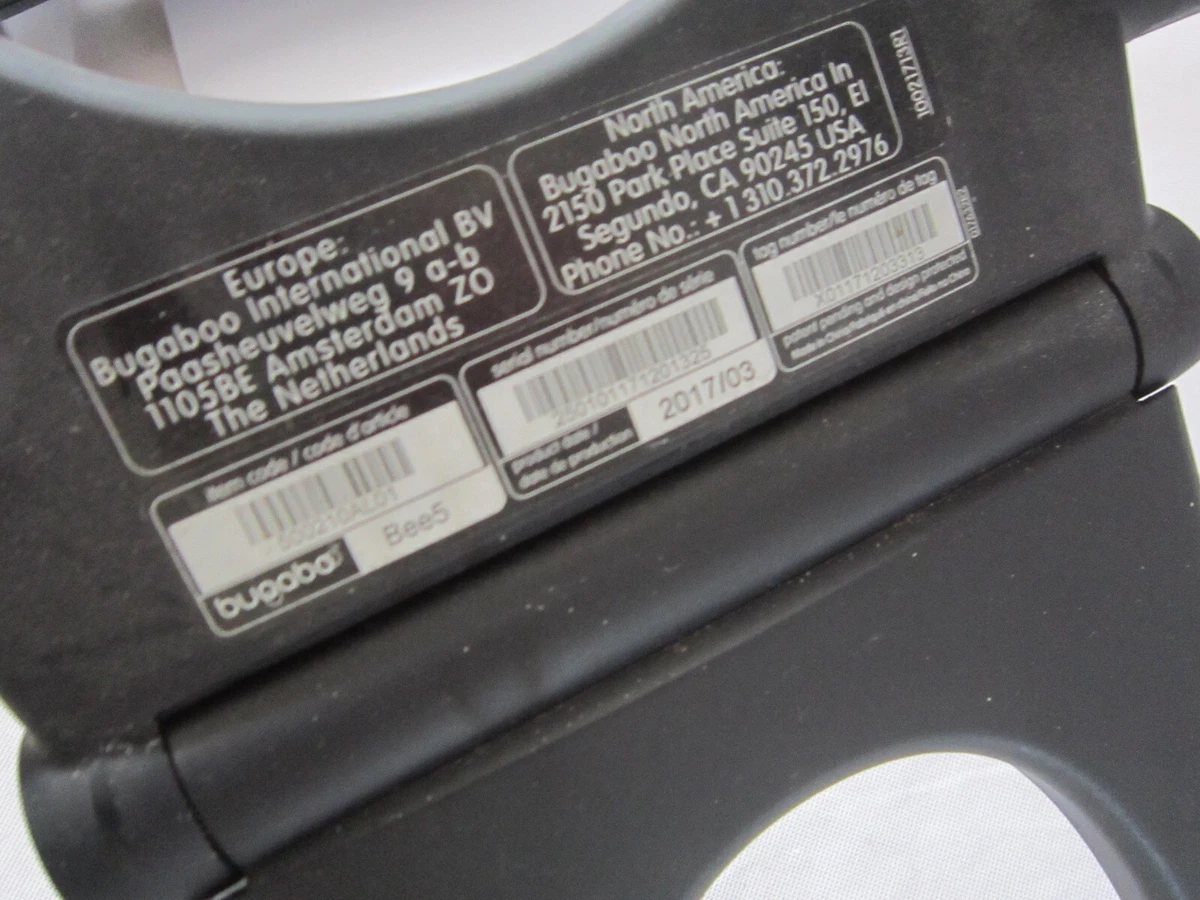 Europe:
Bugaboo International BV
Paasheuvelweg 9 a-b
1105BE Amsterdam ZO
The Netherlands
North America:
Bugaboo North America In
2150 Park Place Suite 150, El
Segundo, CA 90245 USA
Phone No.: + 1 310.372.2976
item code / code d'article
500210AL01
bugaboo
Bee5
serial number/numéro de série
product date /
date de production
2017/03
tag number/le numéro de tag
X01171203313
patent pending and design protected